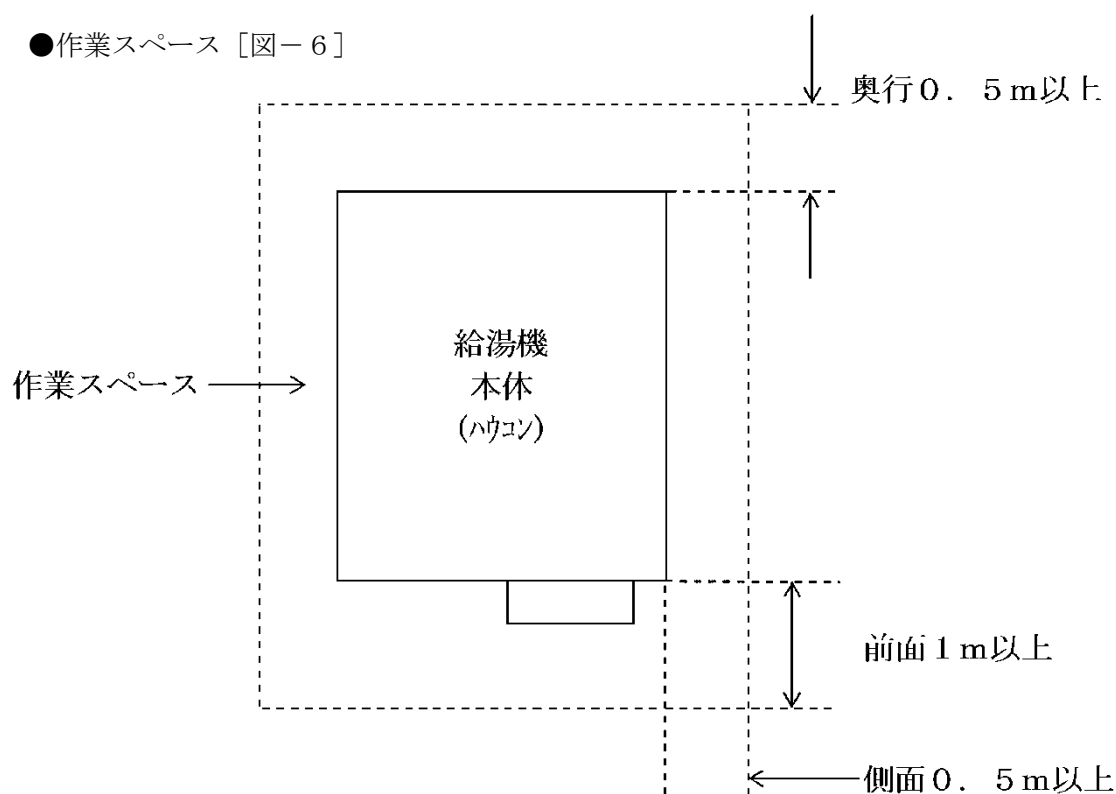 ●作業スペース［図－６］
奥行０．５ｍ以上
給湯機
本体
(ﾊｳｺﾝ)
作業スペース
前面１ｍ以上
側面０．５ｍ以上